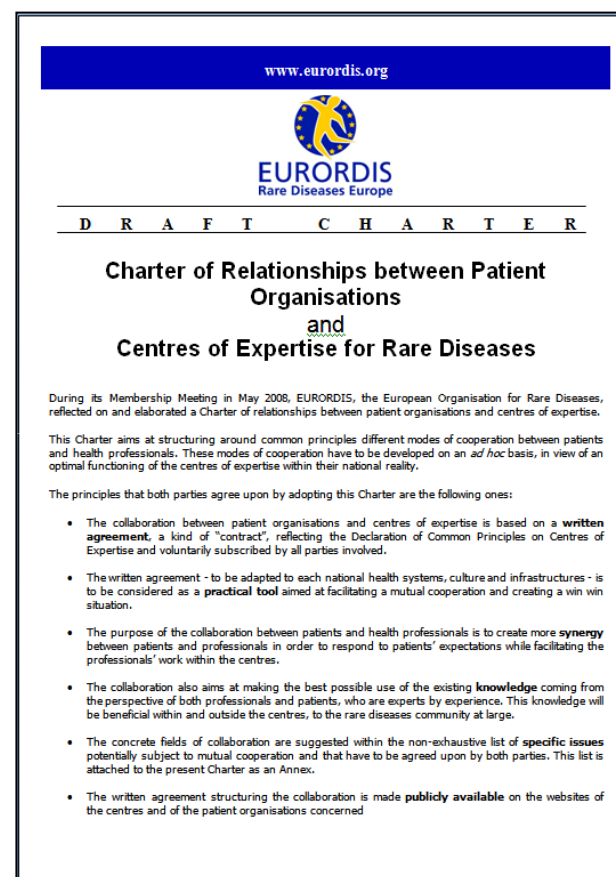 www.eurordis.org
EURORDIS
Rare Diseases Europe
D R A F T C H A R T E R
Charter of Relationships between Patient
Organisations
and
Centres of Expertise for Rare Diseases
During its Membership Meeting in May 2008, EURORDIS, the European Organisation for Rare Diseases,
reflected on and elaborated a Charter of relationships between patient organisations and centres of expertise.
This Charter aims at structuring around common principles different modes of cooperation between patients
and health professionals. These modes of cooperation have to be developed on an ad hoc basis, in view of an
optimal functioning of the centres of expertise within their national reality.
The principles that both parties agree upon by adopting this Charter are the following ones:
• The collaboration between patient organisations and centres of expertise is based on a written
agreement, a kind of “contract”, reflecting the Declaration of Common Principles on Centres of
Expertise and voluntarily subscribed by all parties involved.
• The written agreement - to be adapted to each national health systems, culture and infrastructures - is
to be considered as a practical tool aimed at facilitating a mutual cooperation and creating a win win
situation.
• The purpose of the collaboration between patients and health professionals is to create more synergy
between patients and professionals in order to respond to patients’ expectations while facilitating the
professionals’ work within the centres.
• The collaboration also aims at making the best possible use of the existing knowledge coming from
the perspective of both professionals and patients, who are experts by experience. This knowledge will
be beneficial within and outside the centres, to the rare diseases community at large.
• The concrete fields of collaboration are suggested within the non-exhaustive list of specific issues
potentially subject to mutual cooperation and that have to be agreed upon by both parties. This list is
attached to the present Charter as an Annex.
• The written agreement structuring the collaboration is made publicly available on the websites of
the centres and of the patient organisations concerned